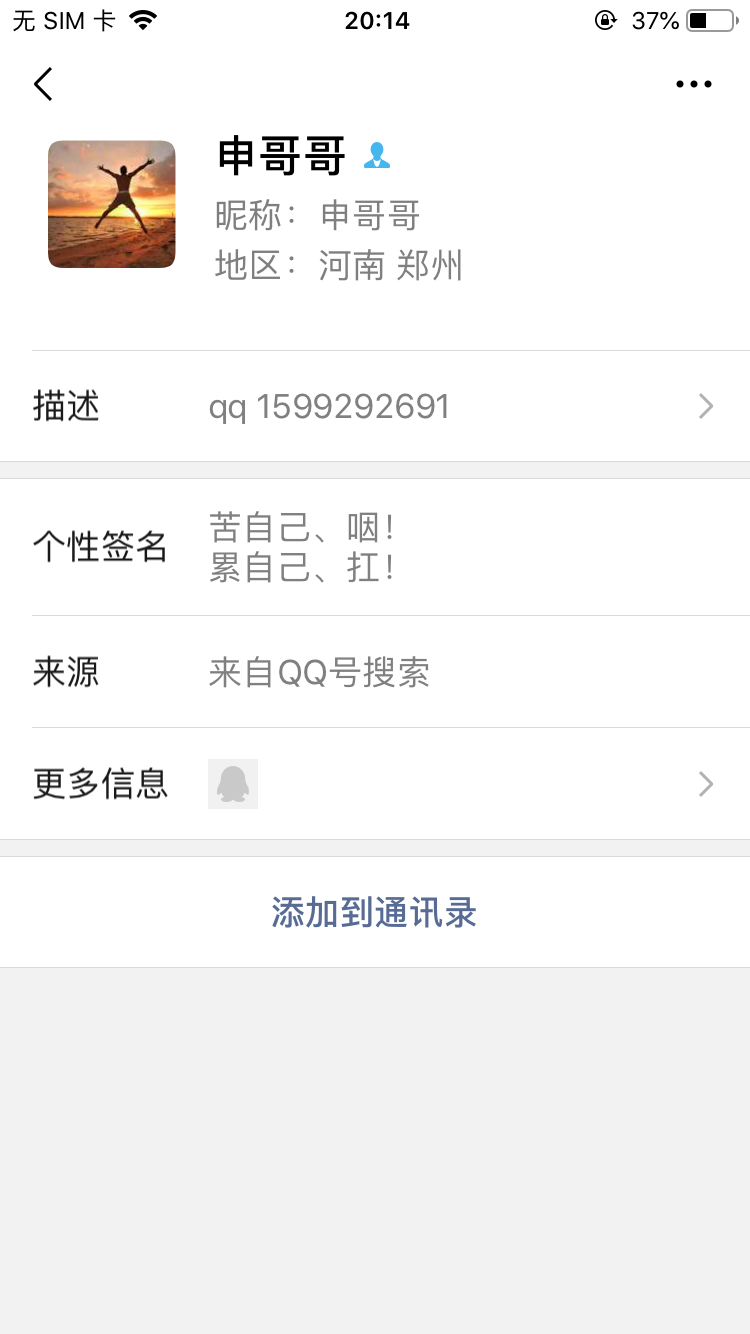 无 SIM 卡 20:14 37%
申哥哥
昵称：申哥哥
地区：河南 郑州
描述 qq 1599292691
个性签名 苦自己、咽！
累自己、扛！
来源 来自QQ号搜索
更多信息
添加到通讯录